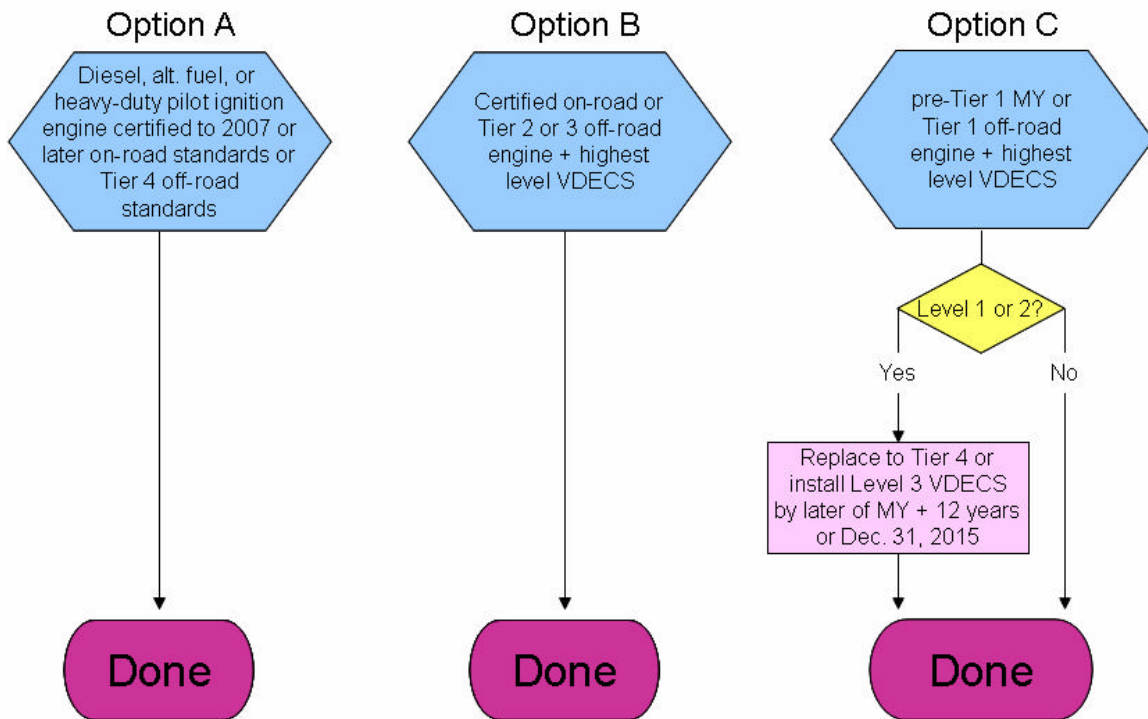 Option A
Diesel, alt. fuel, or
heavy-duty pilot ignition
engine certified to 2007 or
later on-road standards or
Tier 4 off-road
standards
Done
Option B
Certified on-road or
Tier 2 or 3 off-road
engine + highest
level VDECS
Done
Option C
pre-Tier 1 MY or
Tier 1 off-road
engine + highest
level VDECS
Level 1 or 2?
Yes
No
Replace to Tier 4 or
install Level 3 VDECS
by later of MY + 12 years
or Dec. 31, 2015
Done